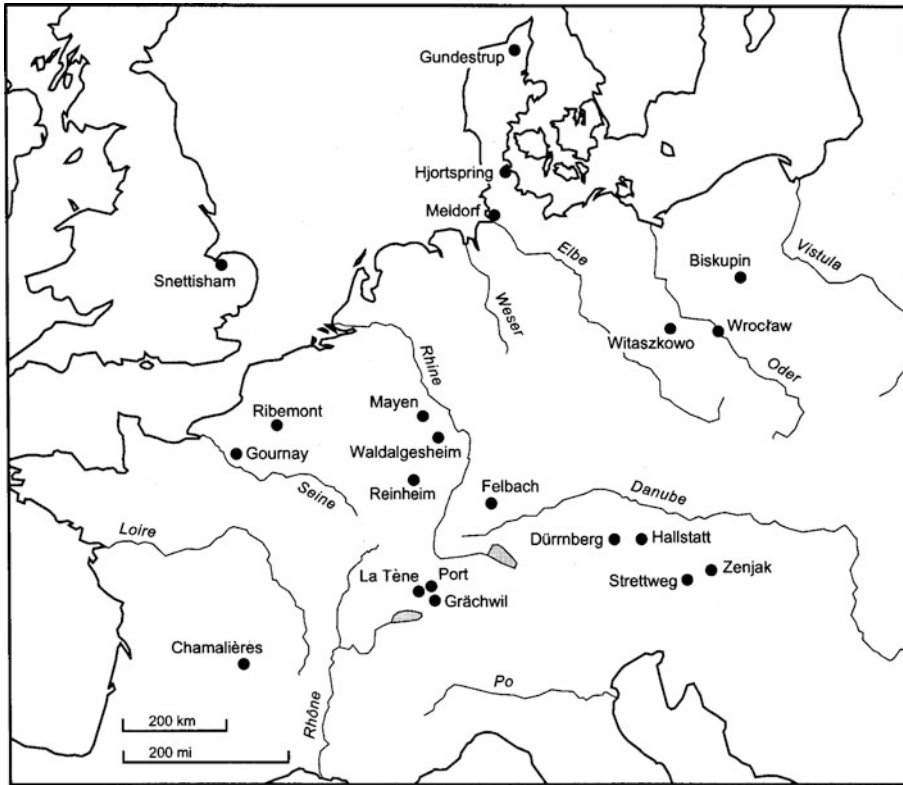 Gundestrup
Hjortspring
Meldorf
Elbe
Vistula
Biskupin
Snettisham
Weser
Witaszkowo
Wrocław
Rhine
Oder
Mayen
Ribemont
Waldalgesheim
Gournay
Reinheim
Felbach
Seine
Danube
Loire
Dürrnberg
Hallstatt
La Tène
Port
Strettweg
Zenjak
Grächwil
Chamalières
Po
Rhône
200 km
200 mi